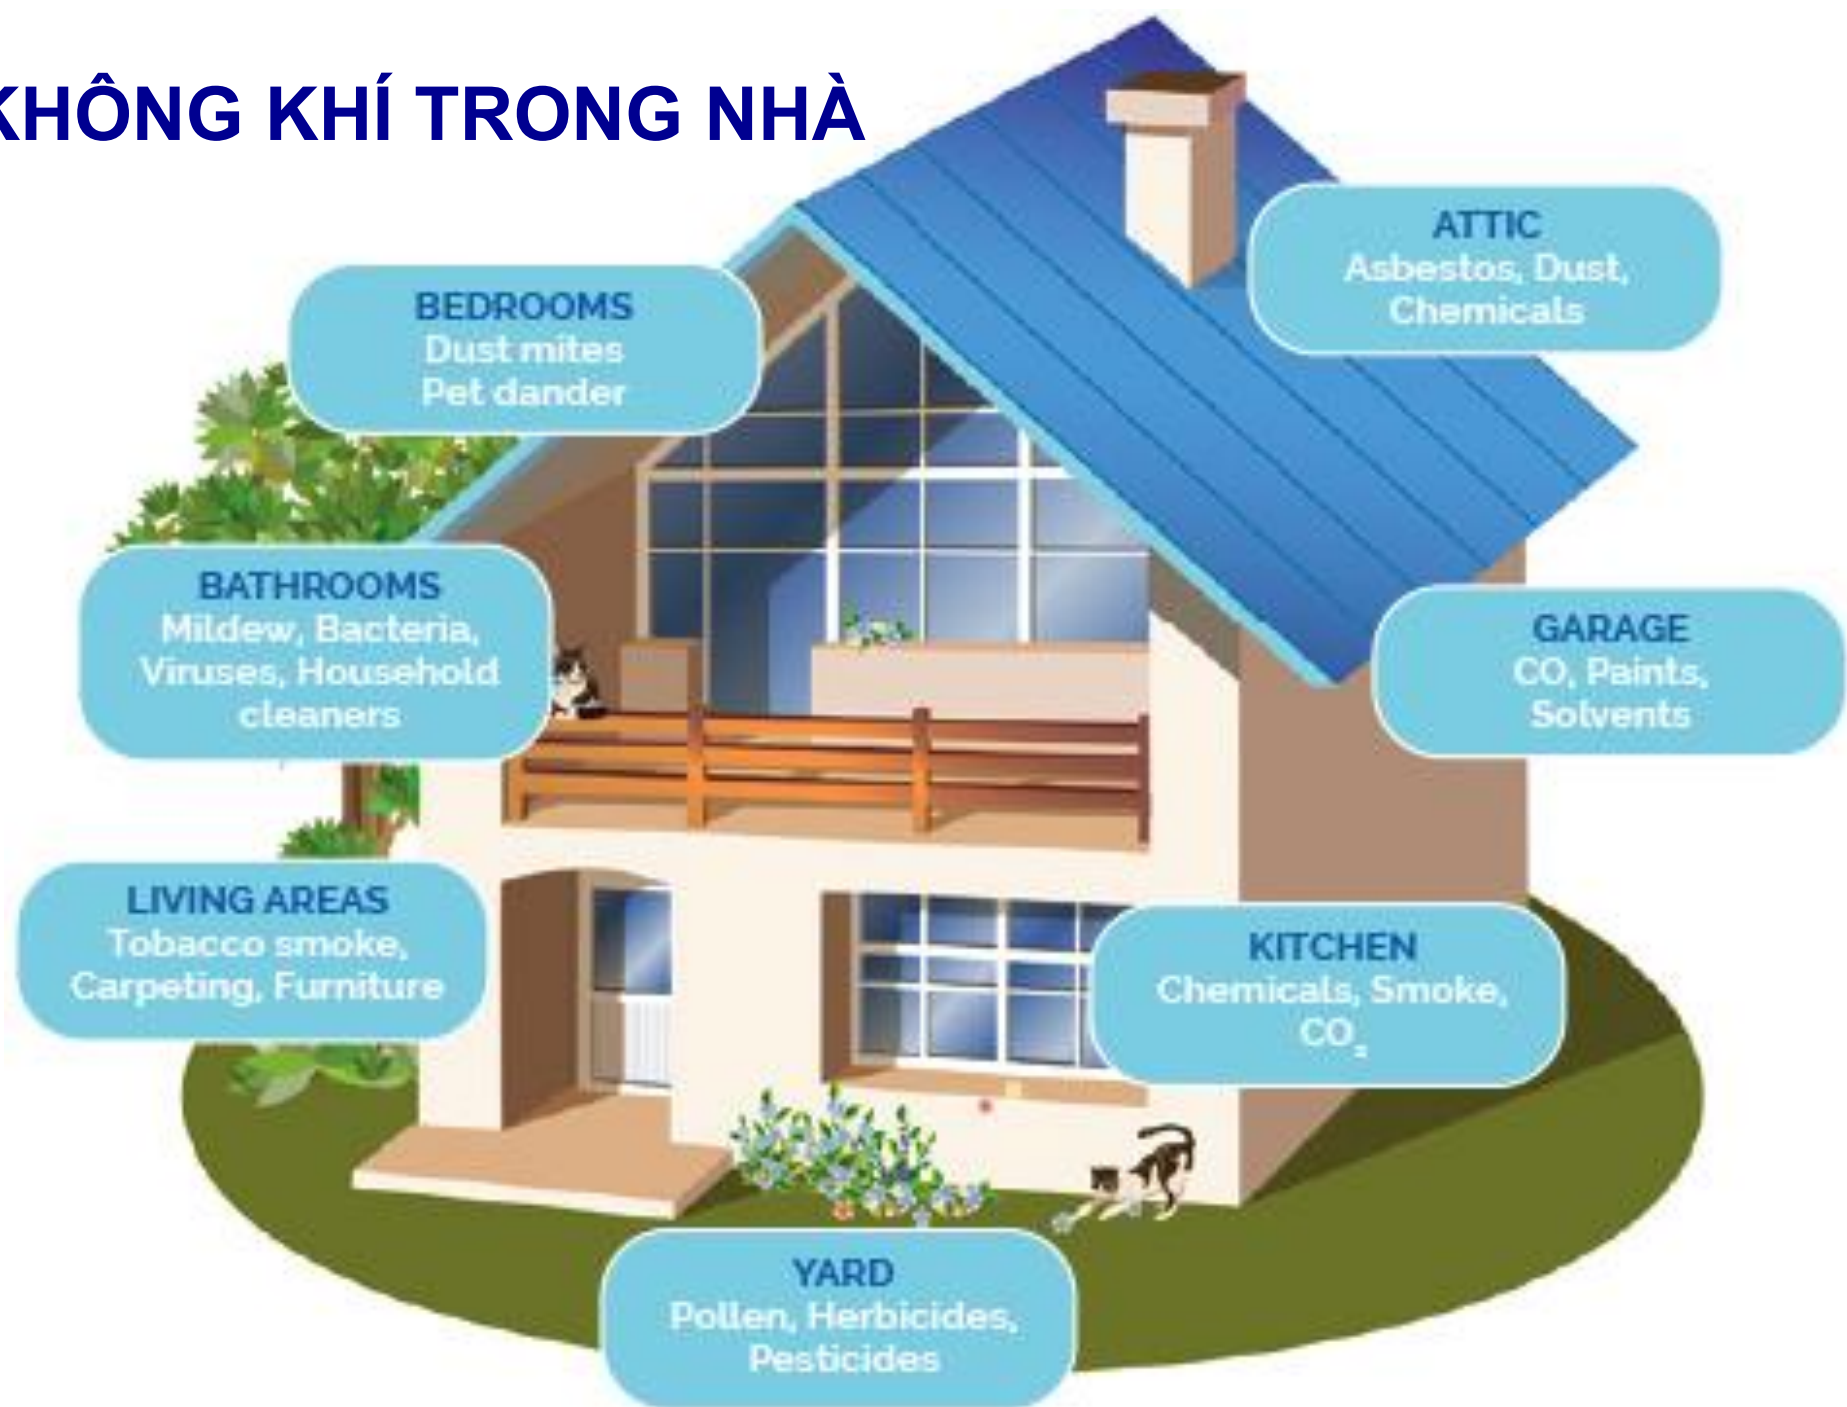 KHÔNG KHÍ TRONG NHÀ
ATTIC
Asbestos, Dust,
Chemicals
BEDROOMS
Dust mites
Pet dander
BATHROOMS
Mildew, Bacteria,
Viruses, Household
cleaners
GARAGE
CO, Paints,
Solvents
LIVING AREAS
Tobacco smoke,
Carpeting, Furniture
KITCHEN
Chemicals, Smoke,
CO₂
YARD
Pollen, Herbicides,
Pesticides